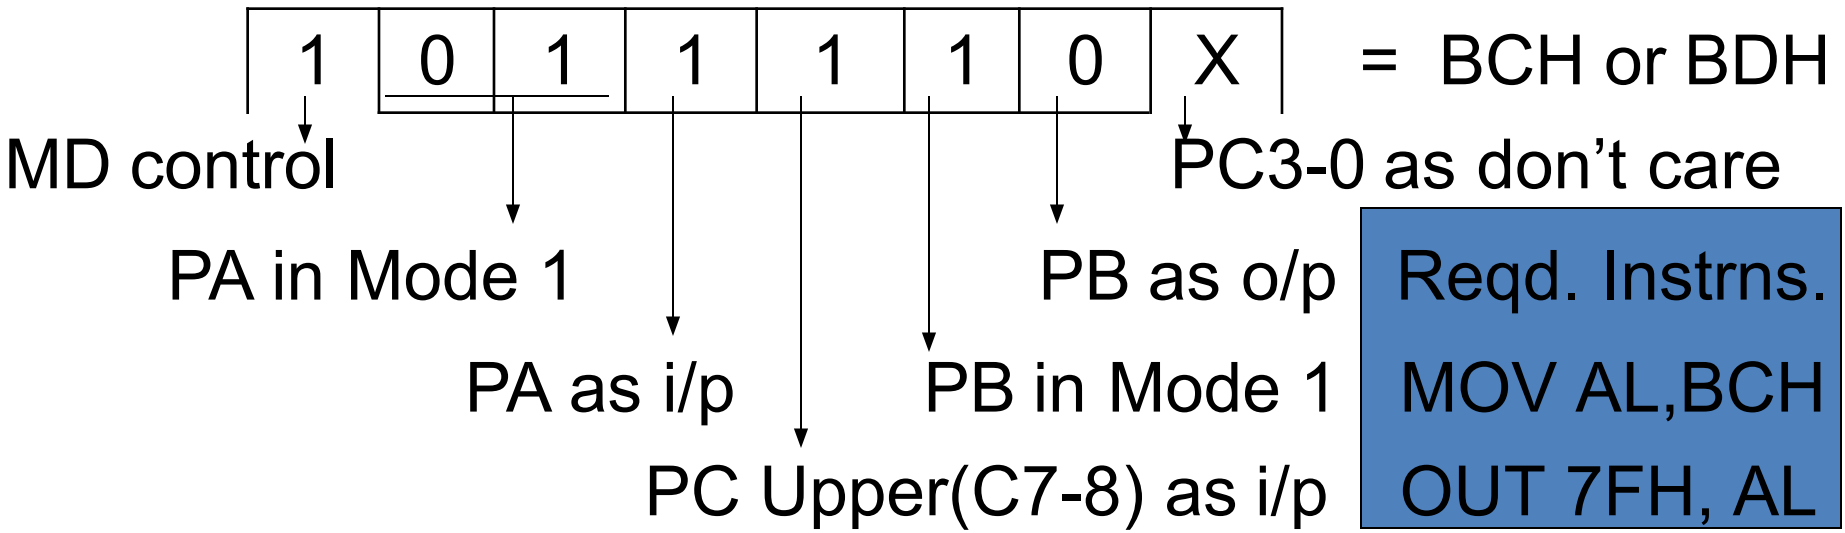 1 0 1 1 1 1 0 X = BCH or BDH
MD control
PC3-0 as don’t care
PA in Mode 1
PB as o/p
Reqd. Instrns.
PA as i/p
PB in Mode 1
MOV AL,BCH
PC Upper(C7-8) as i/p
OUT 7FH, AL